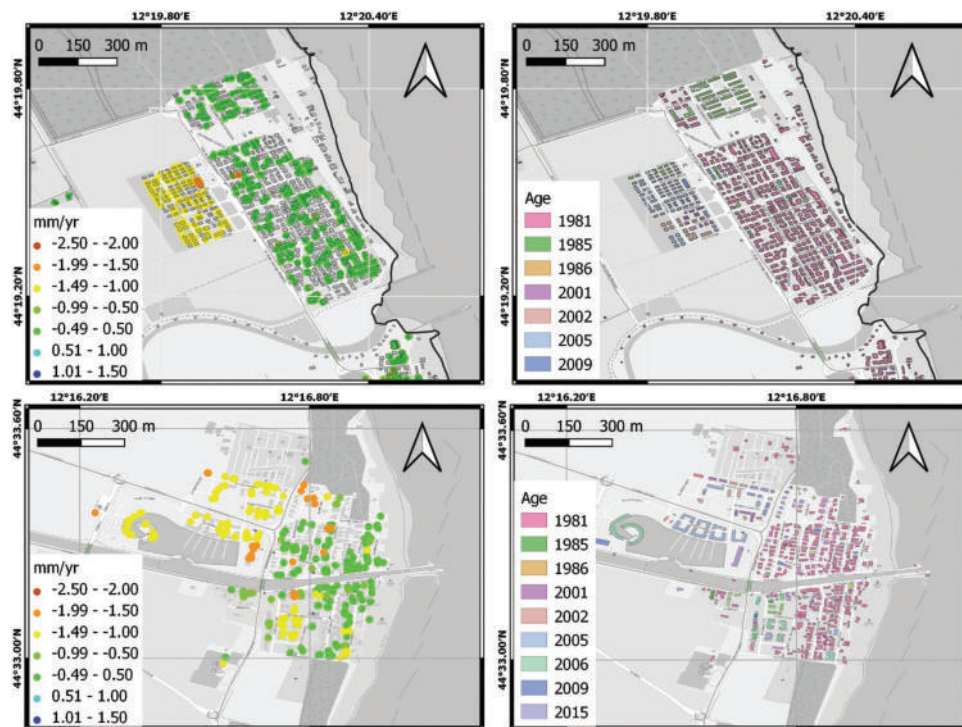 12°19.80'E 12°20.40'E
0 150 300 m
44°19.80'N
44°19.20'N
mm/yr
-2.50 - -2.00
-1.99 - -1.50
-1.49 - -1.00
-0.99 - -0.50
-0.49 - 0.50
0.51 - 1.00
1.01 - 1.50
12°19.80'E 12°20.40'E
0 150 300 m
44°19.80'N
44°19.20'N
Age
1981
1985
1986
2001
2002
2005
2009
12°16.20'E 12°16.80'E
0 150 300 m
44°33.60'N
44°33.00'N
mm/yr
-2.50 - -2.00
-1.99 - -1.50
-1.49 - -1.00
-0.99 - -0.50
-0.49 - 0.50
0.51 - 1.00
1.01 - 1.50
12°16.20'E 12°16.80'E
0 150 300 m
44°33.60'N
44°33.00'N
Age
1981
1985
1986
2001
2002
2005
2006
2009
2015